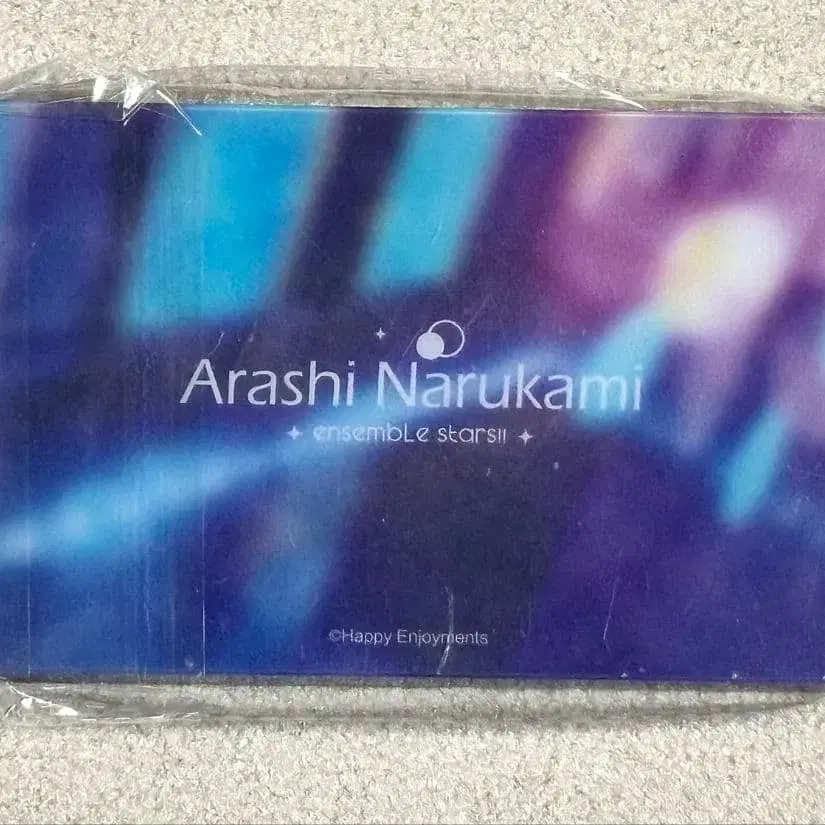 Arashi Narukami
ensembLe stars!!
©Happy Enjoyments